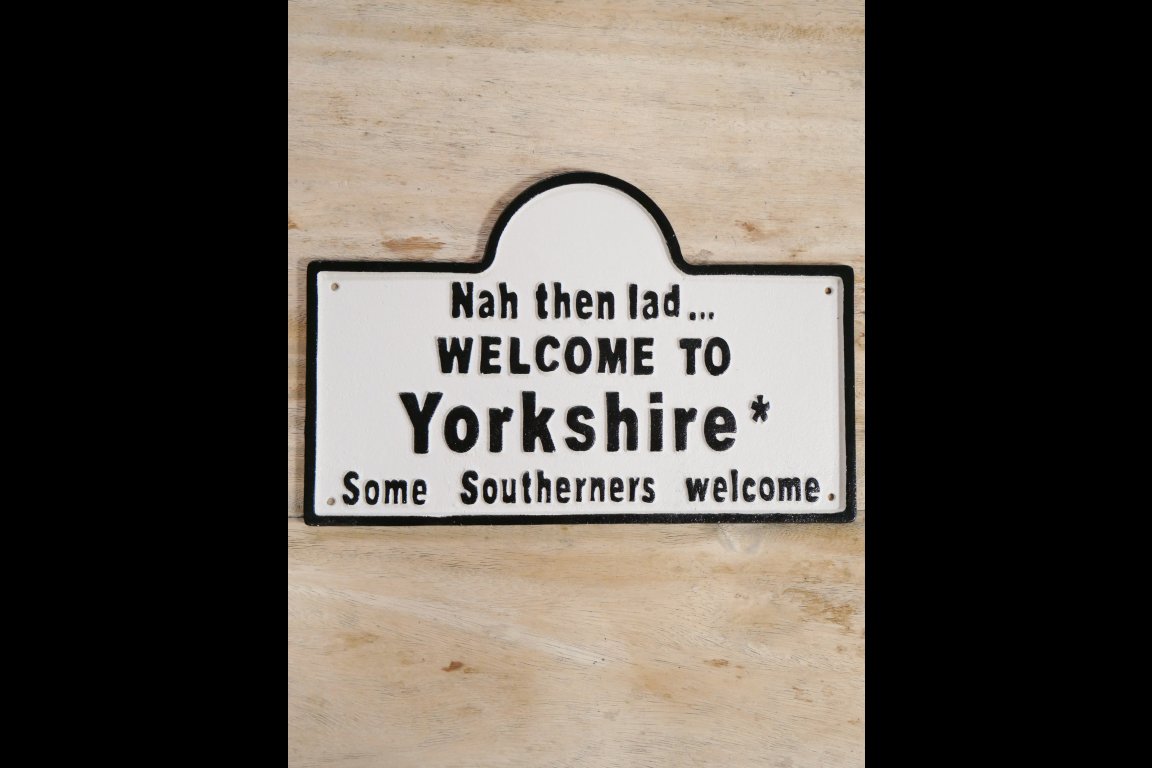 Nah then lad...
WELCOME TO
Yorkshire*
Some Southerners welcome